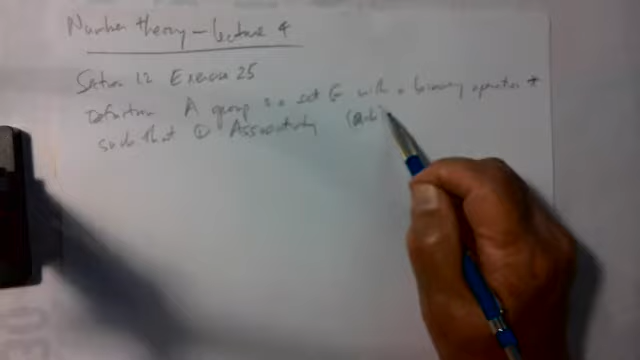 Number theory - lecture 4
Section 12 Exercise 25
Definition A group is a set G with a binary operation *
such that ① Associativity (a*b